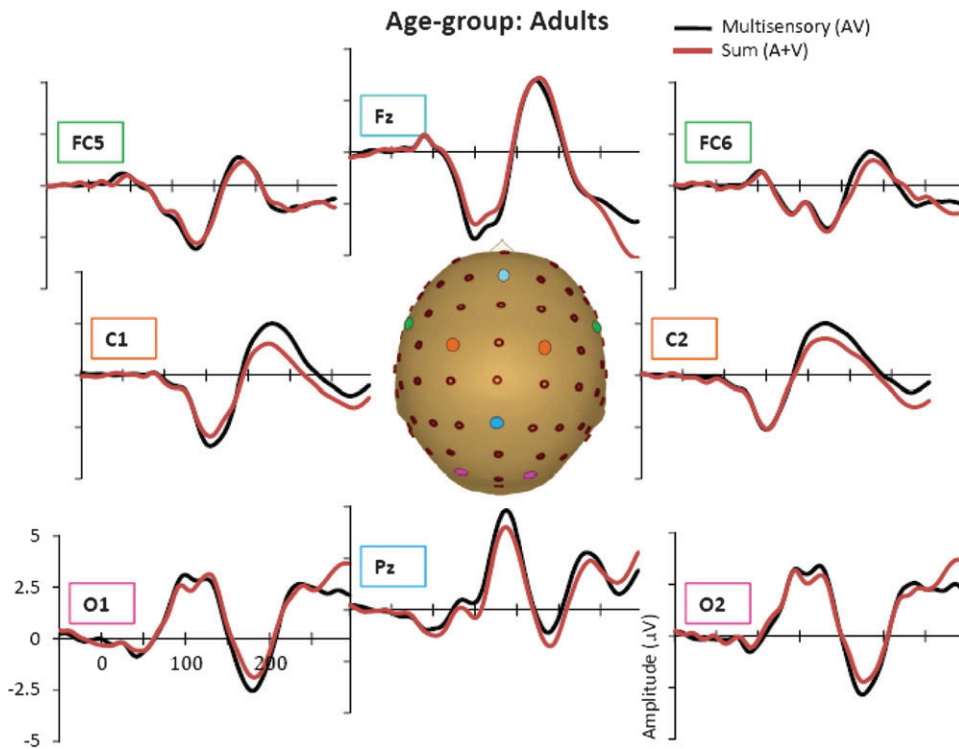 Age-group: Adults
Multisensory (AV)
Sum (A+V)
FC5
Fz
FC6
C1
C2
O1
Pz
O2
5
2.5
0
-2.5
-5
0
100
200
Amplitude (µV)